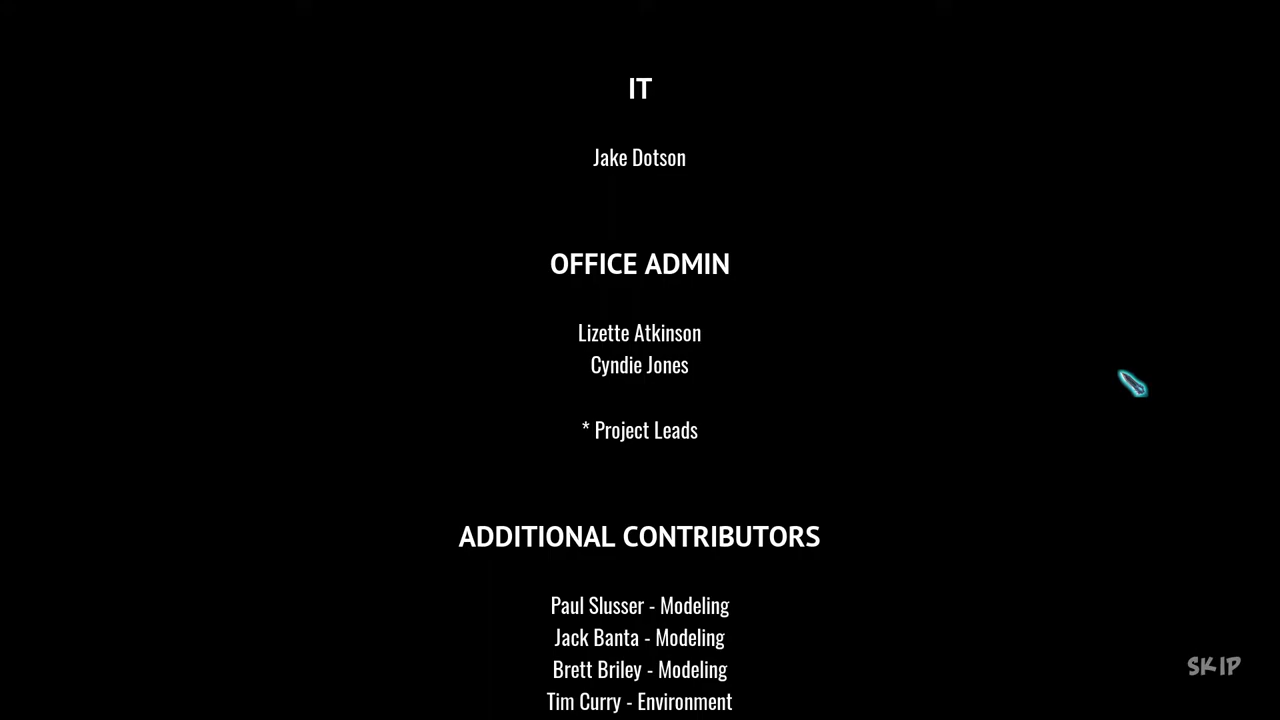 IT
Jake Dotson
OFFICE ADMIN
Lizette Atkinson
Cyndie Jones
* Project Leads
ADDITIONAL CONTRIBUTORS
Paul Slusser - Modeling
Jack Banta - Modeling
Brett Briley - Modeling
Tim Curry - Environment
SKIP